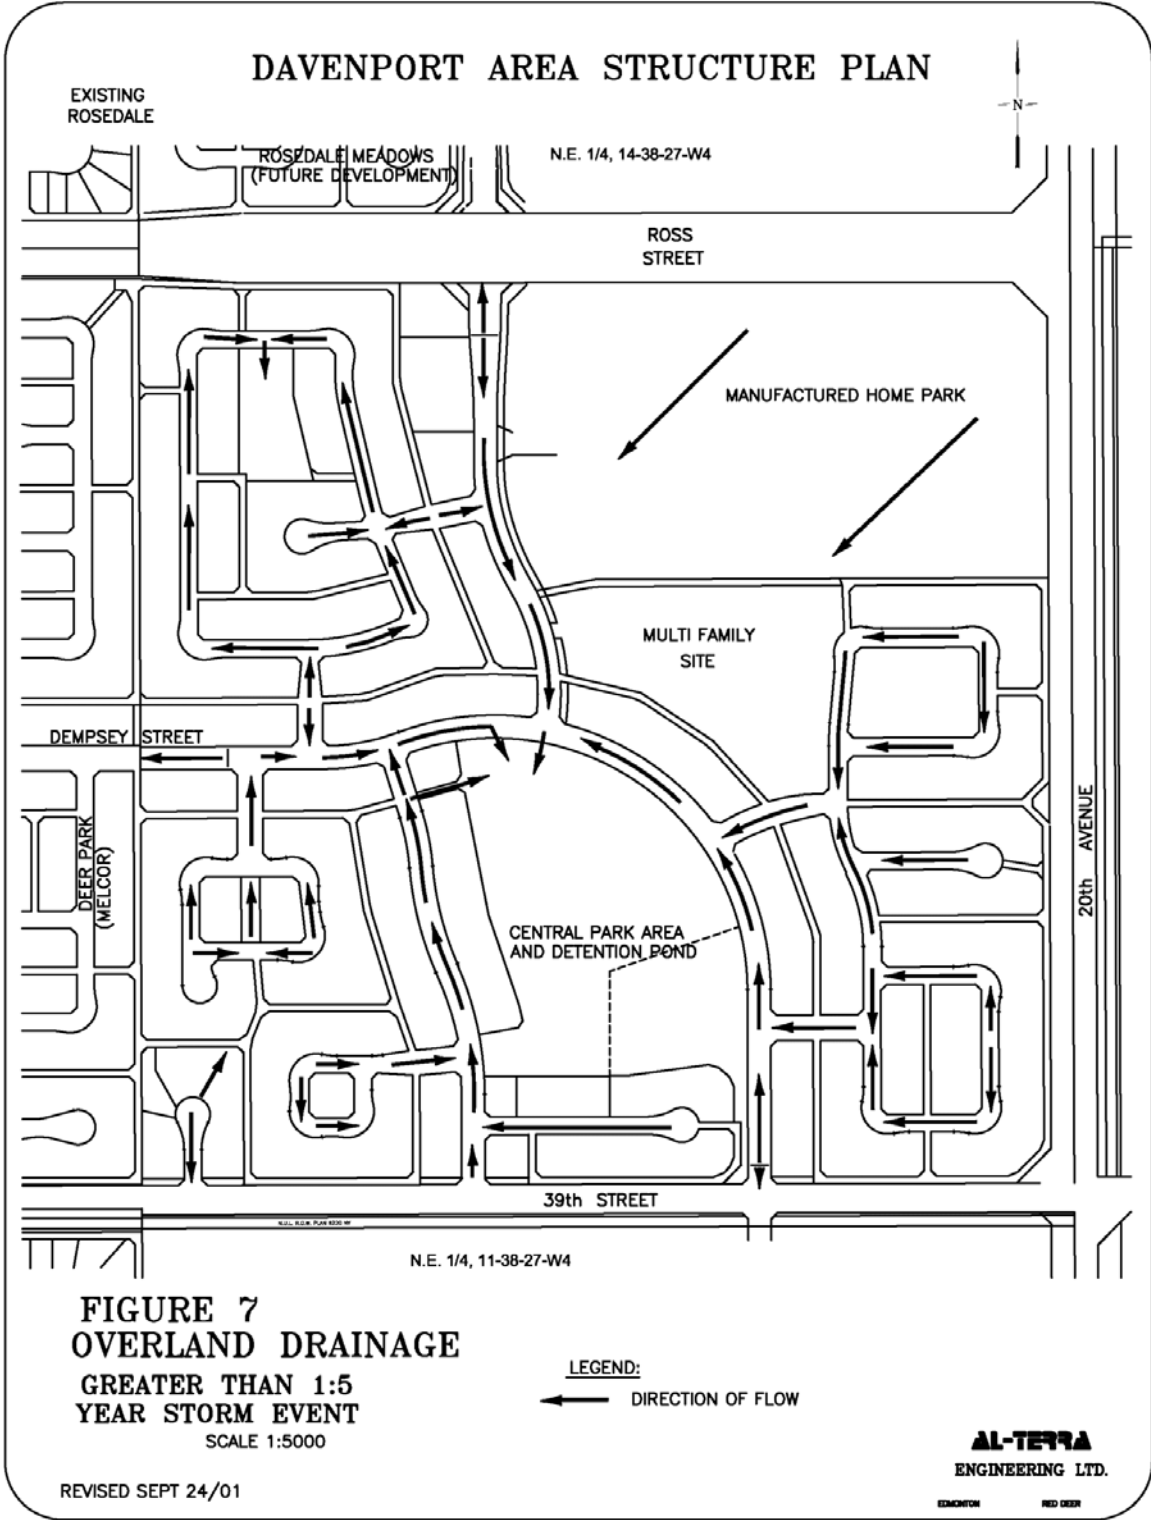 DAVENPORT AREA STRUCTURE PLAN
EXISTING
ROSEDALE
N
ROSEDALE MEADOWS
(FUTURE DEVELOPMENT)
N.E. 1/4, 14-38-27-W4
ROSS
STREET
MANUFACTURED HOME PARK
MULTI FAMILY
SITE
DEMPSEY STREET
DEER PARK
(MELCOR)
20th AVENUE
CENTRAL PARK AREA
AND DETENTION POND
39th STREET
N.E. 1/4, 11-38-27-W4
FIGURE 7
OVERLAND DRAINAGE
GREATER THAN 1:5
YEAR STORM EVENT
SCALE 1:5000
LEGEND:
DIRECTION OF FLOW
REVISED SEPT 24/01
AL-TERRA
ENGINEERING LTD.
EDMONTON RED DEER